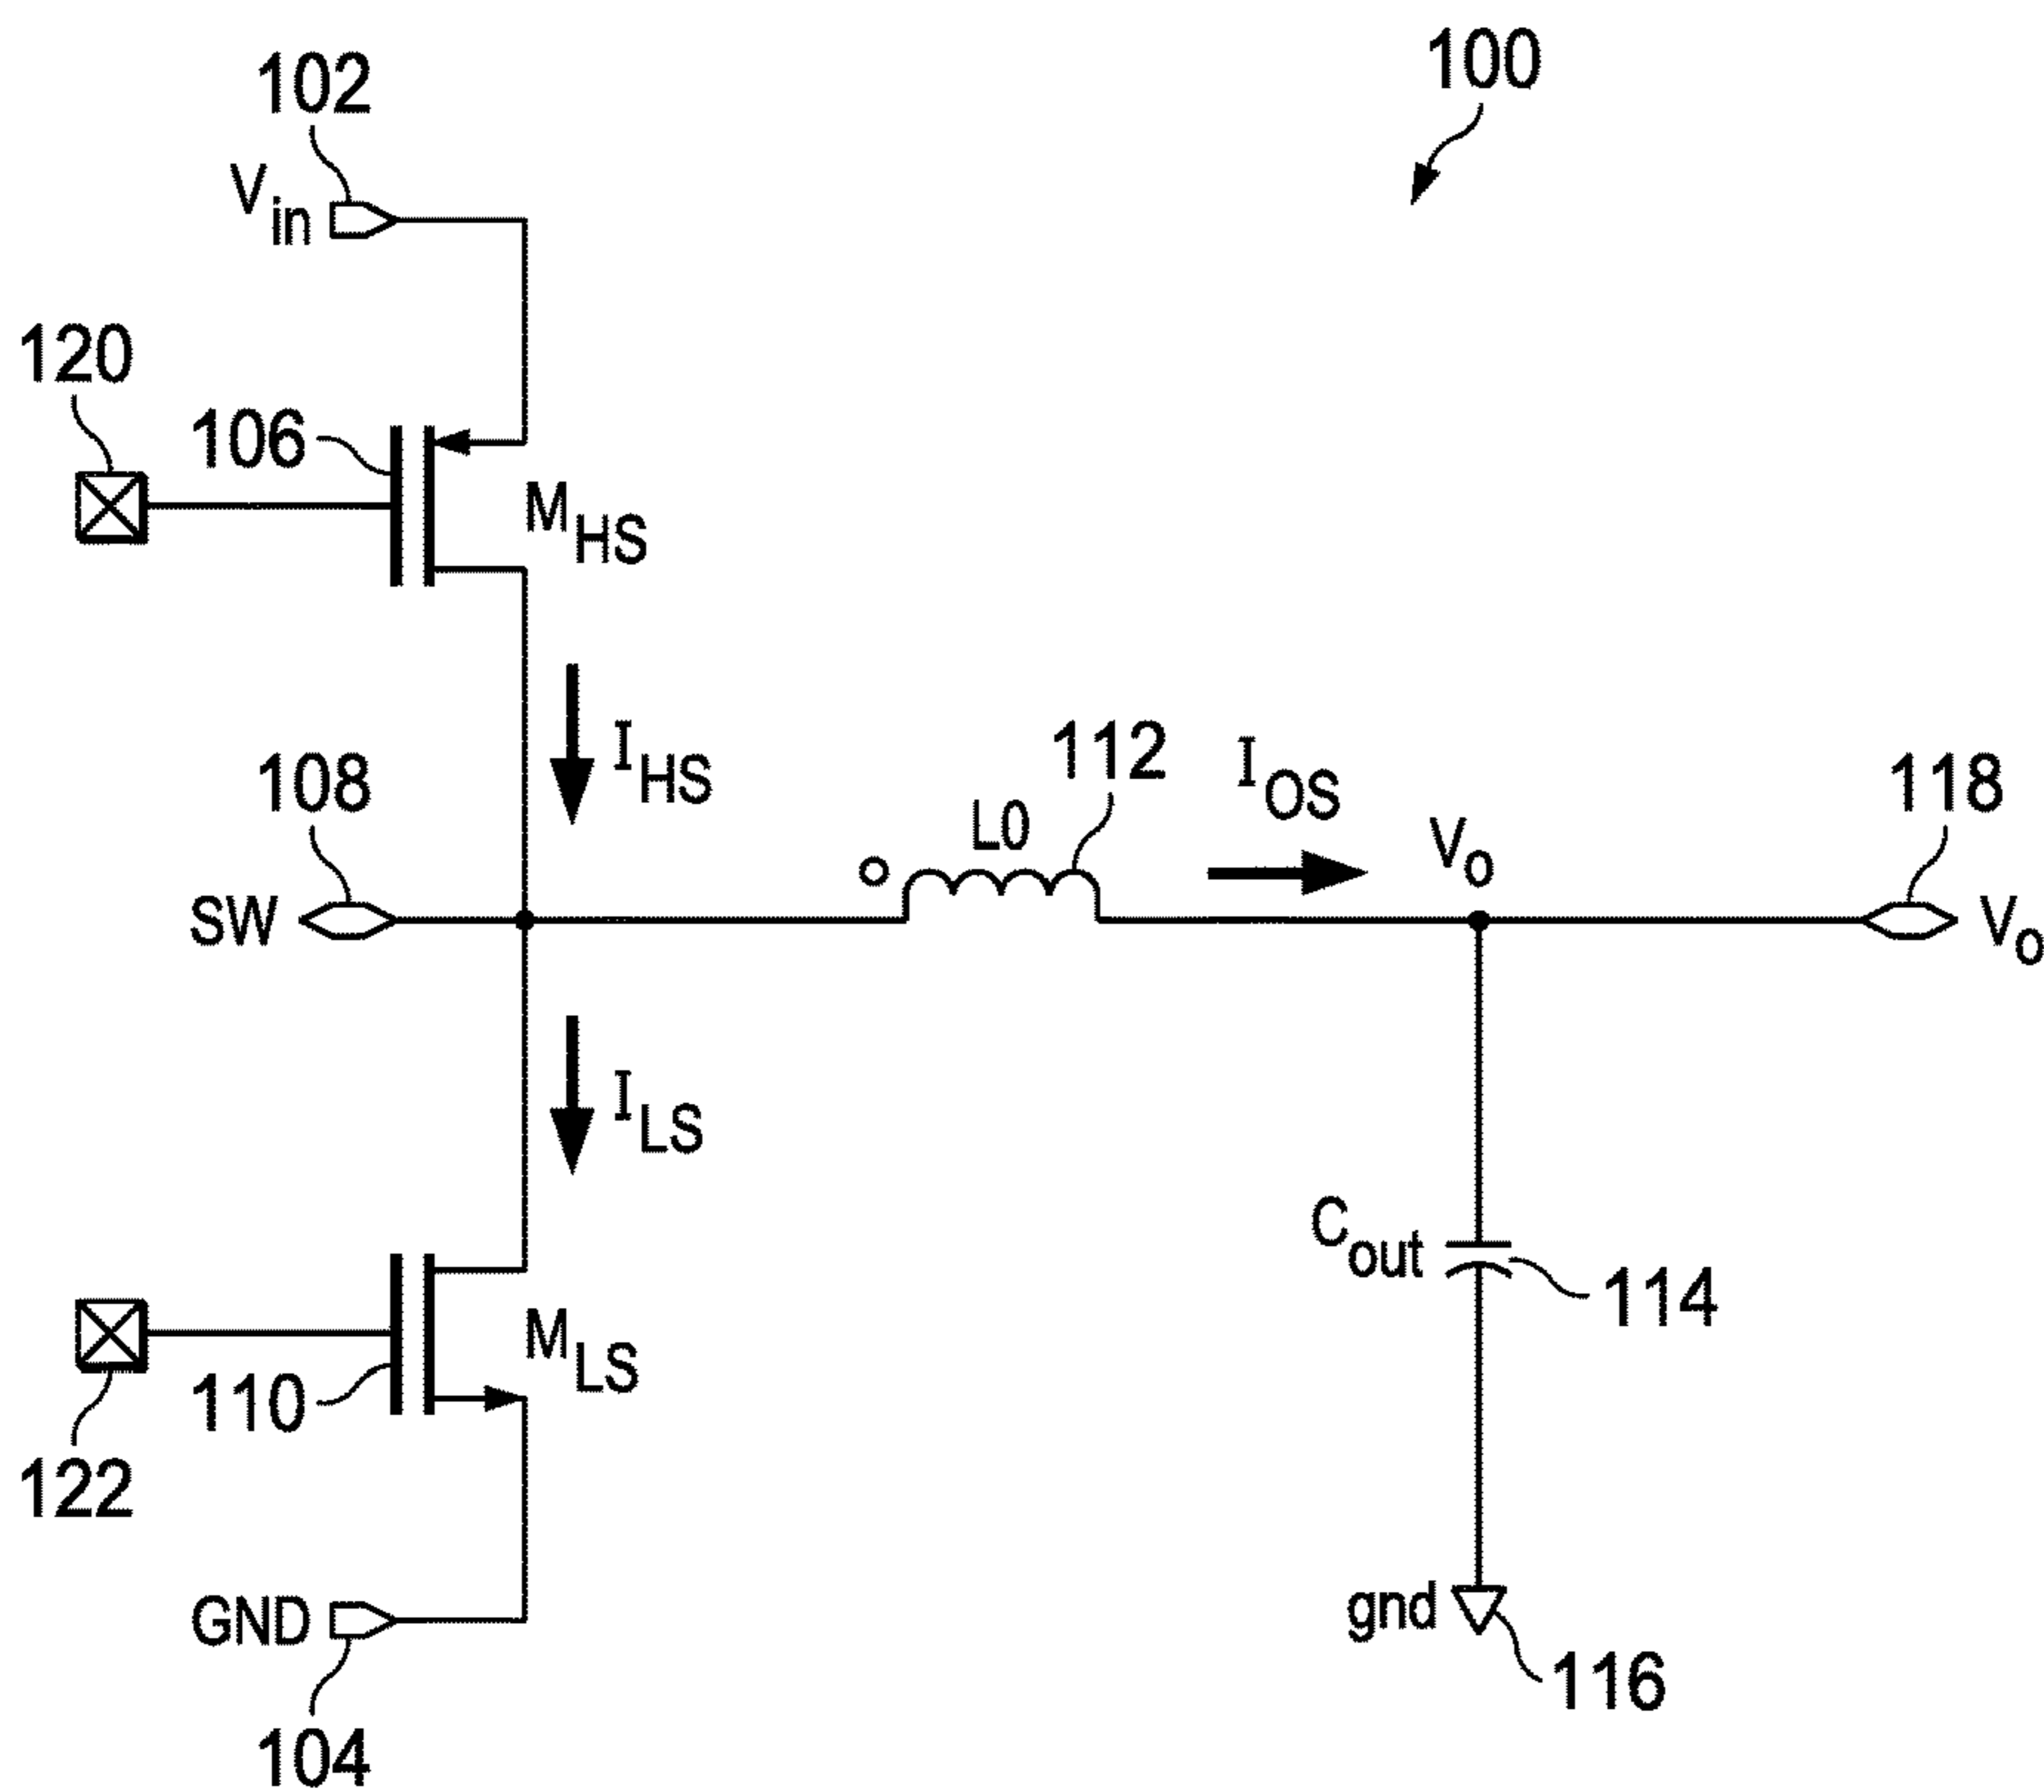 100
102
Vin
120
106
MHS
IHS
108
SW
L0
112
IOS
Vo
118
Vo
ILS
Cout
114
MLS
110
122
GND
104
gnd
116